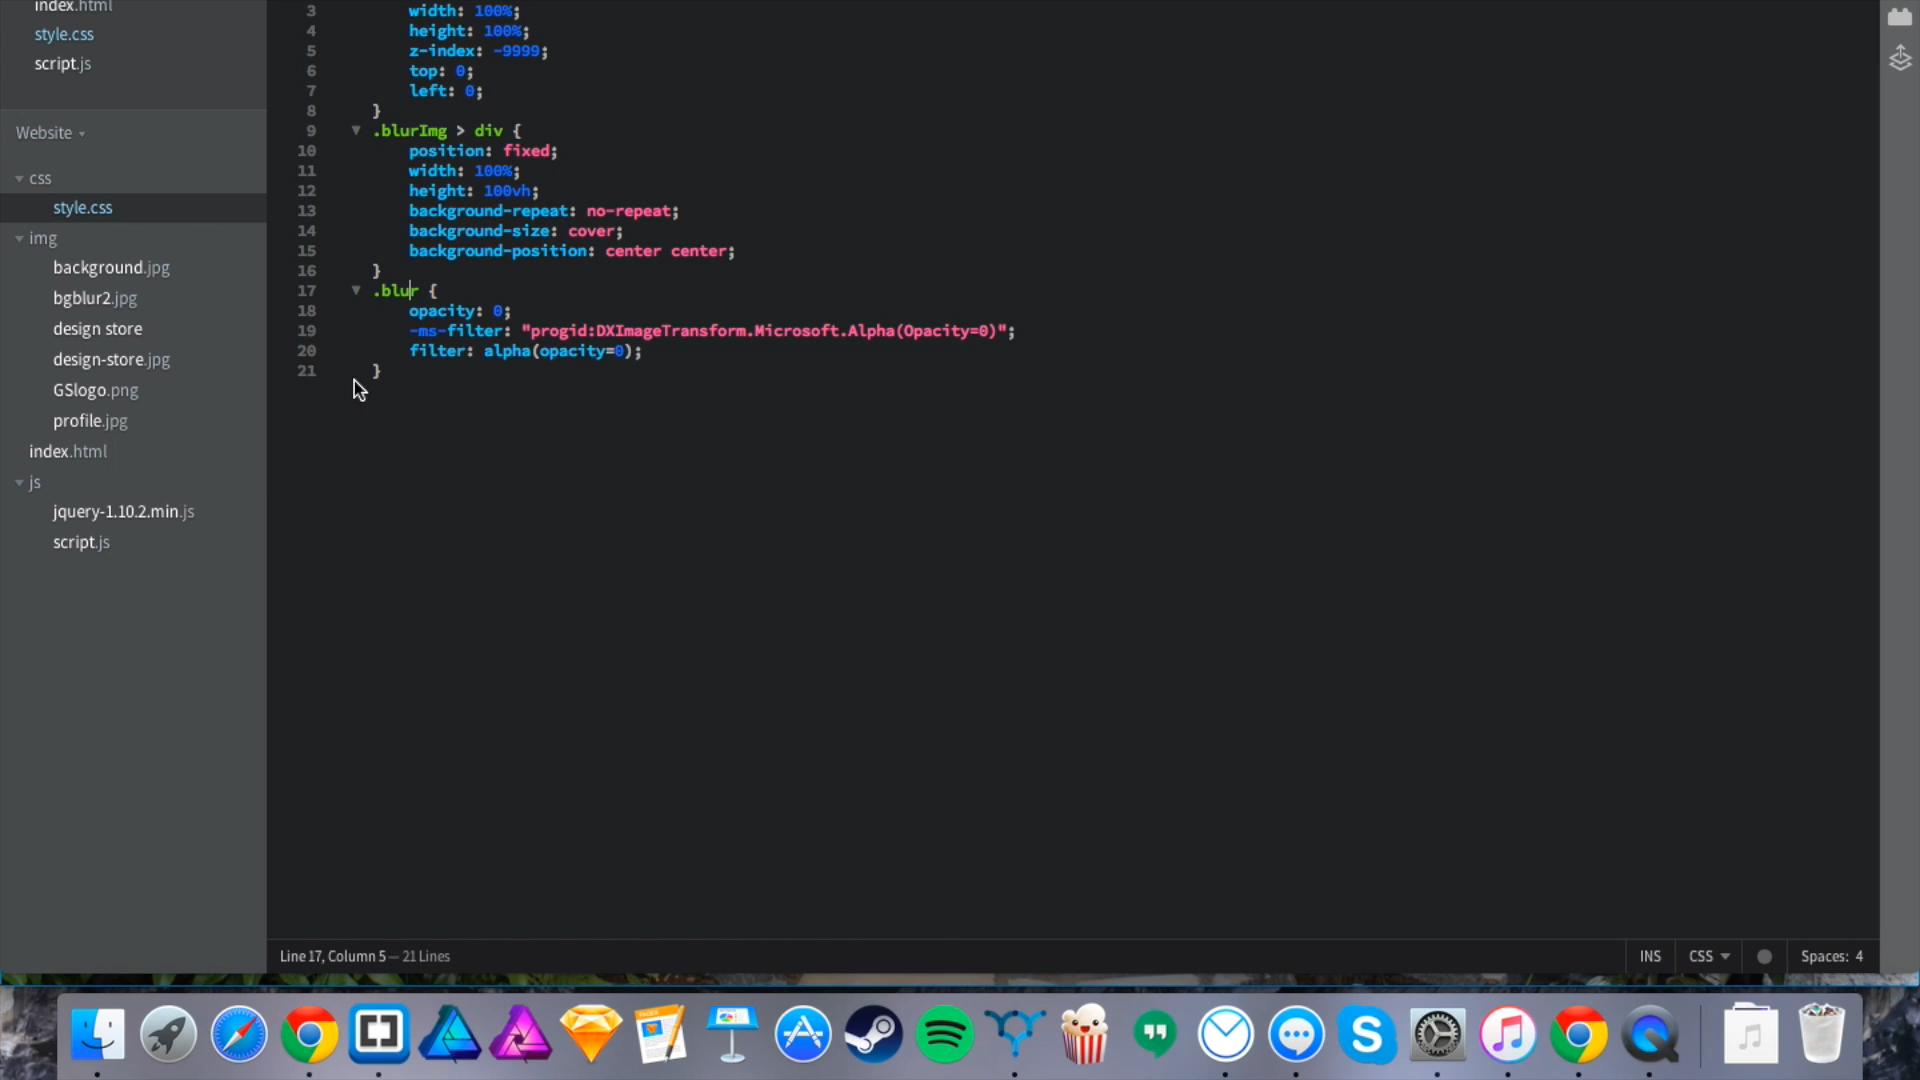 index.html
style.css
script.js
Website
css
style.css
img
background.jpg
bgblur2.jpg
design store
design-store.jpg
GSlogo.png
profile.jpg
index.html
js
jquery-1.10.2.min.js
script.js
3 width: 100%;
4 height: 100%;
5 z-index: -9999;
6 top: 0;
7 left: 0;
8 }
9 .blurImg > div {
10 position: fixed;
11 width: 100%;
12 height: 100vh;
13 background-repeat: no-repeat;
14 background-size: cover;
15 background-position: center center;
16 }
17 .blur {
18 opacity: 0;
19 -ms-filter: "progid:DXImageTransform.Microsoft.Alpha(Opacity=0)";
20 filter: alpha(opacity=0);
21 }
Line 17, Column 5 — 21 Lines
INS CSS Spaces: 4
PAGES
S